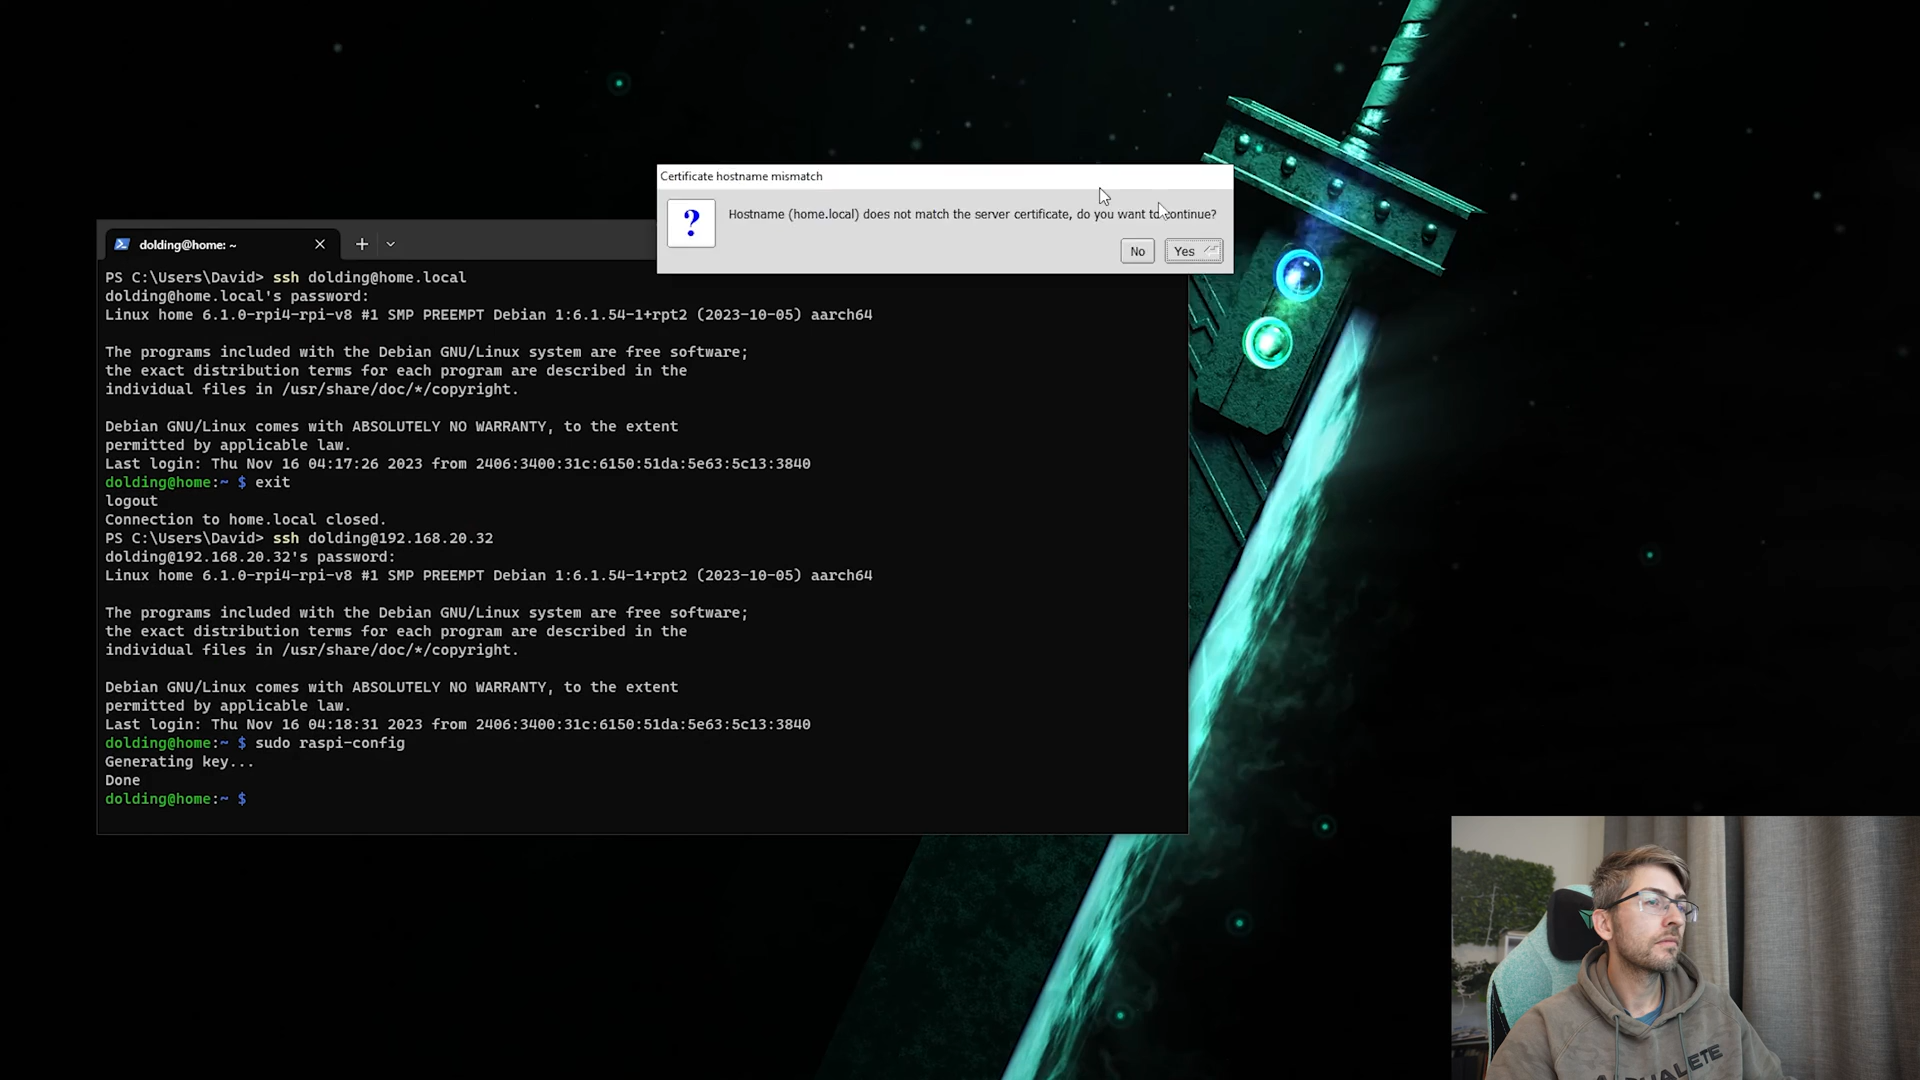 Certificate hostname mismatch
Hostname (home.local) does not match the server certificate, do you want to continue?
No
Yes
dolding@home: ~
PS C:\Users\David> ssh dolding@home.local
dolding@home.local's password:
Linux home 6.1.0-rpi4-rpi-v8 #1 SMP PREEMPT Debian 1:6.1.54-1+rpt2 (2023-10-05) aarch64
The programs included with the Debian GNU/Linux system are free software;
the exact distribution terms for each program are described in the
individual files in /usr/share/doc/*/copyright.
Debian GNU/Linux comes with ABSOLUTELY NO WARRANTY, to the extent
permitted by applicable law.
Last login: Thu Nov 16 04:17:26 2023 from 2406:3400:31c:6150:51da:5e63:5c13:3840
dolding@home:~ $ exit
logout
Connection to home.local closed.
PS C:\Users\David> ssh dolding@192.168.20.32
dolding@192.168.20.32's password:
Linux home 6.1.0-rpi4-rpi-v8 #1 SMP PREEMPT Debian 1:6.1.54-1+rpt2 (2023-10-05) aarch64
The programs included with the Debian GNU/Linux system are free software;
the exact distribution terms for each program are described in the
individual files in /usr/share/doc/*/copyright.
Debian GNU/Linux comes with ABSOLUTELY NO WARRANTY, to the extent
permitted by applicable law.
Last login: Thu Nov 16 04:18:31 2023 from 2406:3400:31c:6150:51da:5e63:5c13:3840
dolding@home:~ $ sudo raspi-config
Generating key...
Done
dolding@home:~ $